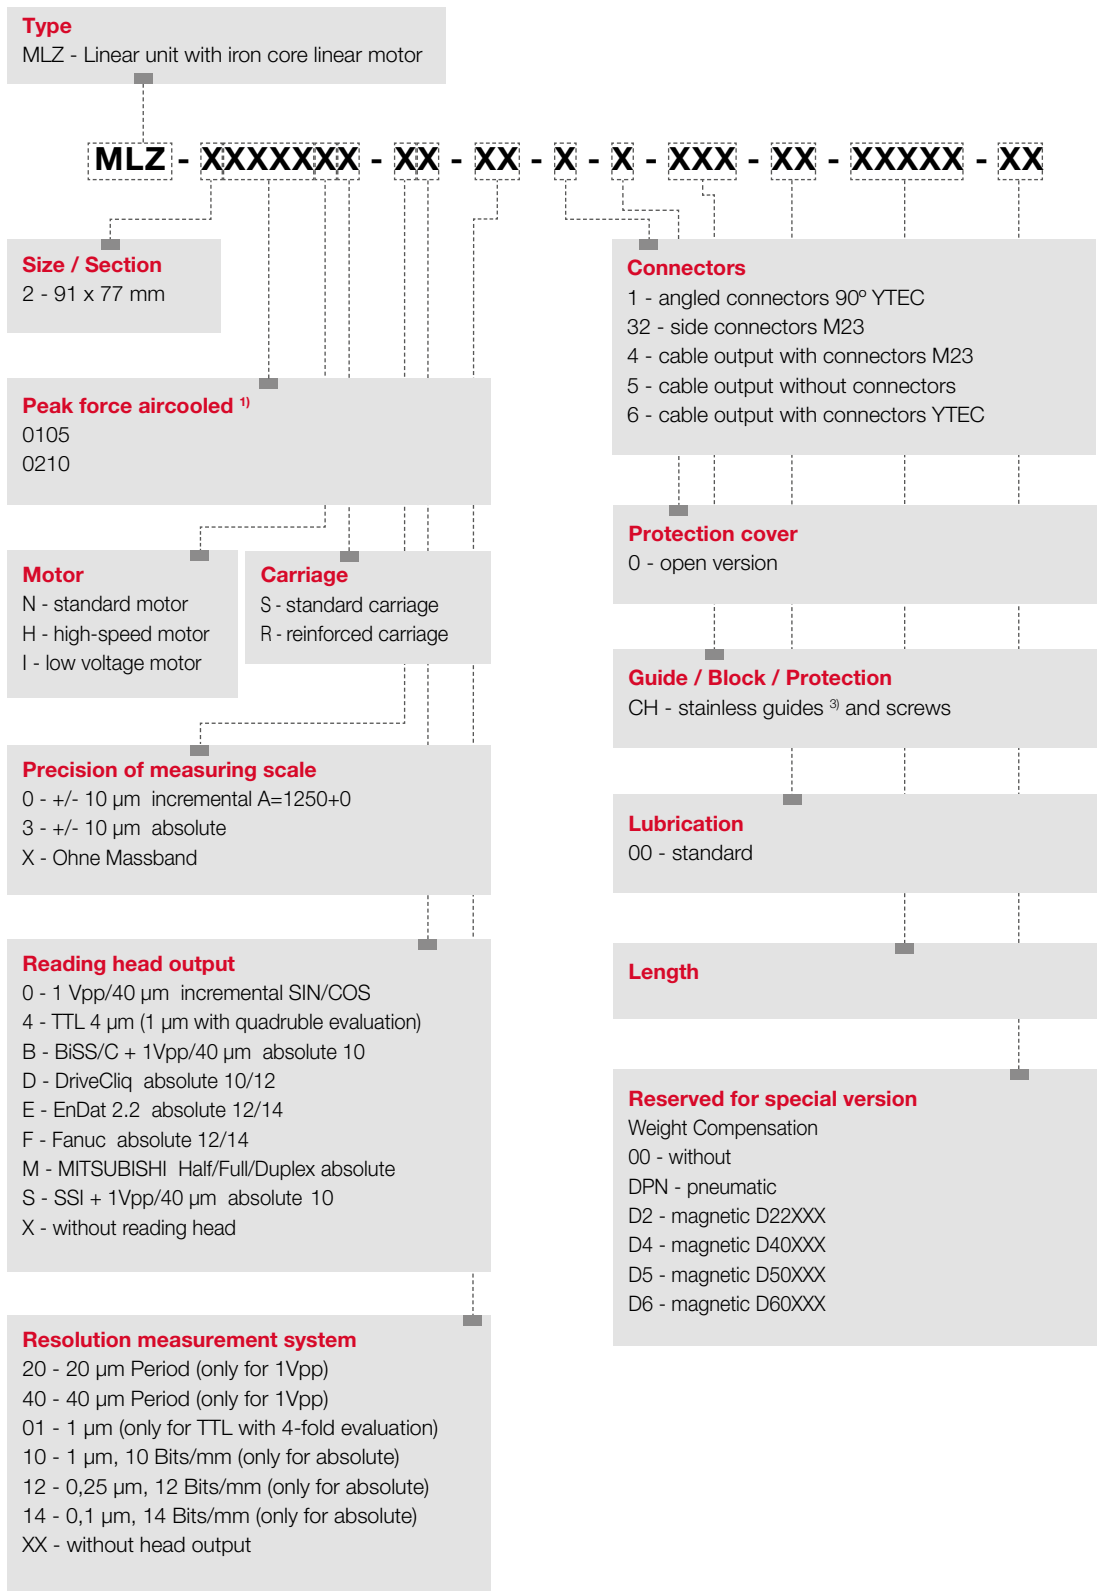 Type
MLZ - Linear unit with iron core linear motor
MLZ - XXXXXXX - XX - XX - X - X - XXX - XX - XXXXX - XX
Size / Section
2 - 91 x 77 mm
Peak force aircooled 1)
0105
0210
Motor
N - standard motor
H - high-speed motor
I - low voltage motor
Carriage
S - standard carriage
R - reinforced carriage
Precision of measuring scale
0 - +/- 10 µm incremental A=1250+0
3 - +/- 10 µm absolute
X - Ohne Massband
Reading head output
0 - 1 Vpp/40 µm incremental SIN/COS
4 - TTL 4 µm (1 µm with quadruble evaluation)
B - BiSS/C + 1Vpp/40 µm absolute 10
D - DriveCliq absolute 10/12
E - EnDat 2.2 absolute 12/14
F - Fanuc absolute 12/14
M - MITSUBISHI Half/Full/Duplex absolute
S - SSI + 1Vpp/40 µm absolute 10
X - without reading head
Resolution measurement system
20 - 20 µm Period (only for 1Vpp)
40 - 40 µm Period (only for 1Vpp)
01 - 1 µm (only for TTL with 4-fold evaluation)
10 - 1 µm, 10 Bits/mm (only for absolute)
12 - 0,25 µm, 12 Bits/mm (only for absolute)
14 - 0,1 µm, 14 Bits/mm (only for absolute)
XX - without head output
Connectors
1 - angled connectors 90º YTEC
32 - side connectors M23
4 - cable output with connectors M23
5 - cable output without connectors
6 - cable output with connectors YTEC
Protection cover
0 - open version
Guide / Block / Protection
CH - stainless guides 3) and screws
Lubrication
00 - standard
Length
Reserved for special version
Weight Compensation
00 - without
DPN - pneumatic
D2 - magnetic D22XXX
D4 - magnetic D40XXX
D5 - magnetic D50XXX
D6 - magnetic D60XXX